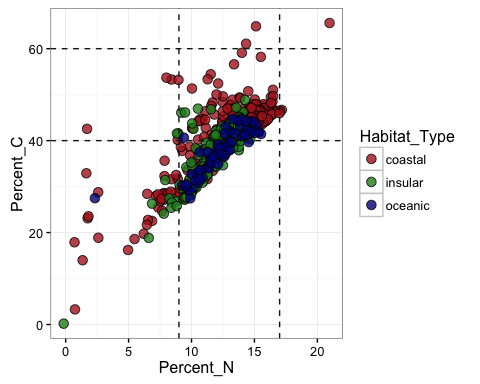 60
40
20
0
Percent_C
0
5
10
15
20
Percent_N
Habitat_Type
coastal
insular
oceanic